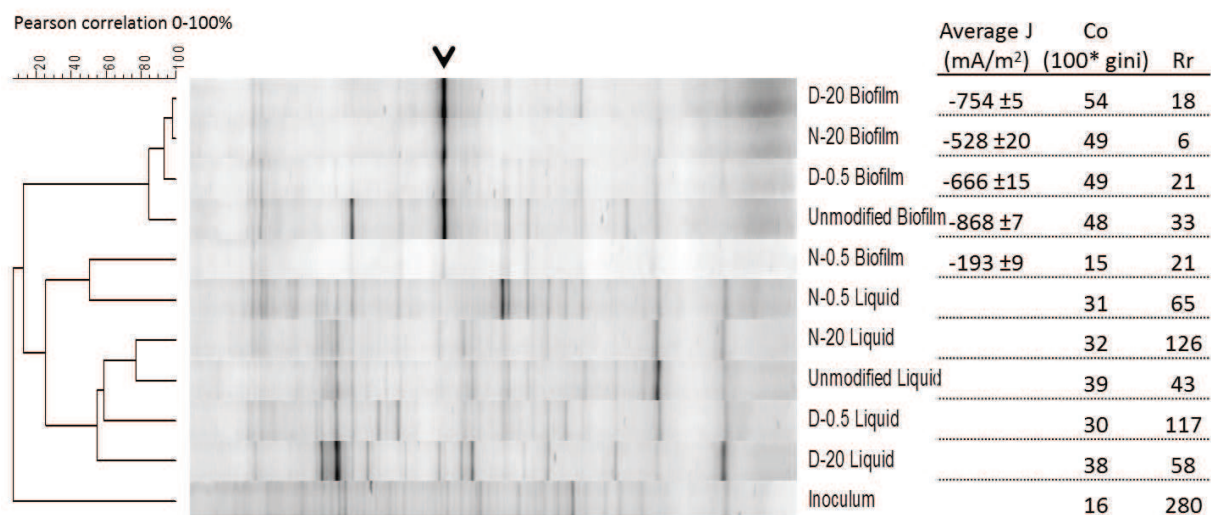 Pearson correlation 0-100%
20 40 60 80 100
Average J (mA/m²) Co (100* gini) Rr
D-20 Biofilm -754 ±5 54 18
N-20 Biofilm -528 ±20 49 6
D-0.5 Biofilm -666 ±15 49 21
Unmodified Biofilm -868 ±7 48 33
N-0.5 Biofilm -193 ±9 15 21
N-0.5 Liquid 31 65
N-20 Liquid 32 126
Unmodified Liquid 39 43
D-0.5 Liquid 30 117
D-20 Liquid 38 58
Inoculum 16 280